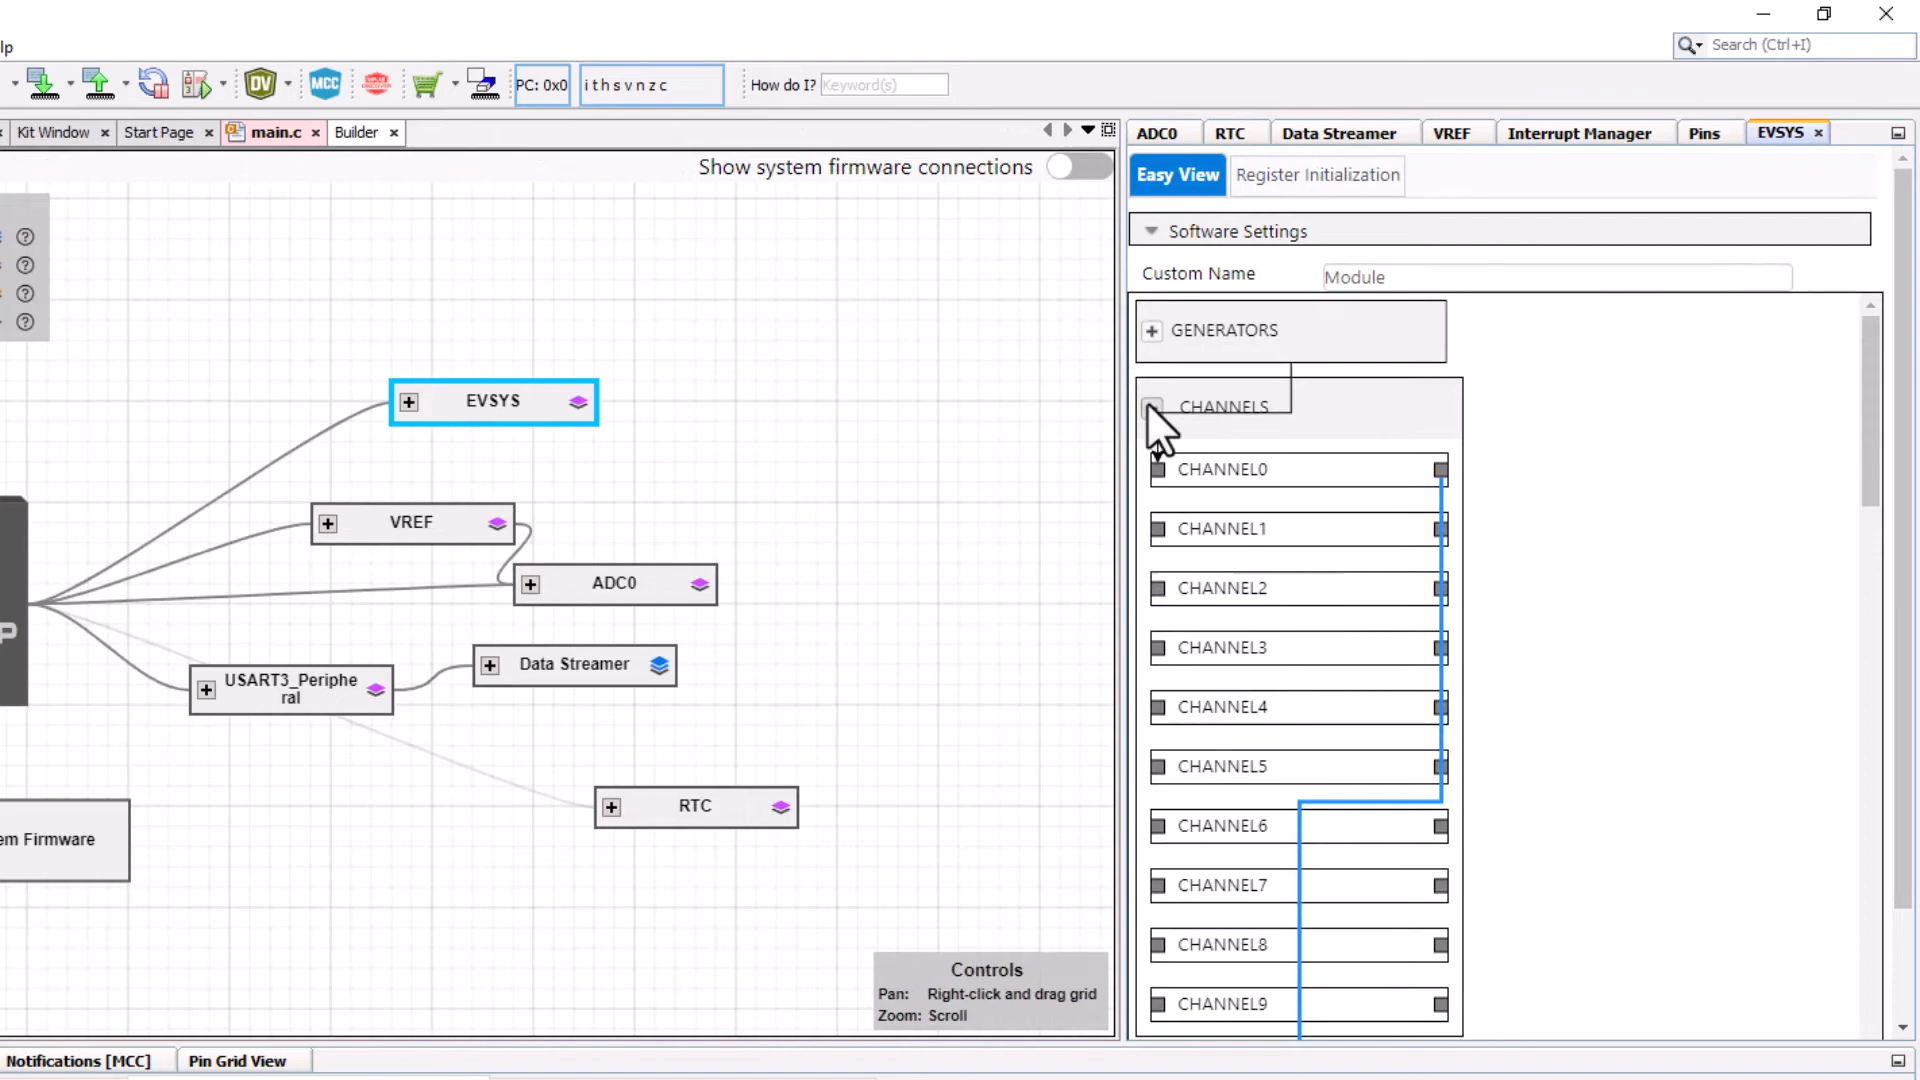 lp
Search (Ctrl+I)
DV
MCC
PC: 0x0
i t h s v n z c
How do I?
Keyword(s)
Kit Window
Start Page
main.c
Builder
Show system firmware connections
EVSYS
VREF
ADC0
Data Streamer
USART3_Periphe
ral
RTC
P
em Firmware
Controls
Pan: Right-click and drag grid
Zoom: Scroll
ADC0
RTC
Data Streamer
VREF
Interrupt Manager
Pins
EVSYS
Easy View
Register Initialization
Software Settings
Custom Name
Module
GENERATORS
CHANNELS
CHANNEL0
CHANNEL1
CHANNEL2
CHANNEL3
CHANNEL4
CHANNEL5
CHANNEL6
CHANNEL7
CHANNEL8
CHANNEL9
Notifications [MCC]
Pin Grid View